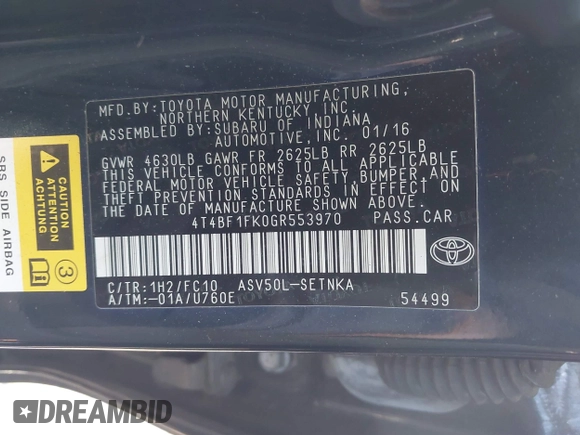 MFD.BY:TOYOTA MOTOR MANUFACTURING,
NORTHERN KENTUCKY INC.
ASSEMBLED BY:SUBARU OF INDIANA
AUTOMOTIVE, INC. 01/16
GVWR 4630LB GAWR FR 2625LB RR 2625LB
THIS VEHICLE CONFORMS TO ALL APPLICABLE
FEDERAL MOTOR VEHICLE SAFETY,BUMPER,AND
THEFT PREVENTION STANDARDS IN EFFECT ON
THE DATE OF MANUFACTURE SHOWN ABOVE.
4T4BF1FK0GR553970 PASS.CAR
C/TR:1H2/FC10 ASV50L-SETNKA
A/TM:-01A/U760E 54499
TOYOTA
SRS SIDE AIRBAG
3
DREAMBID